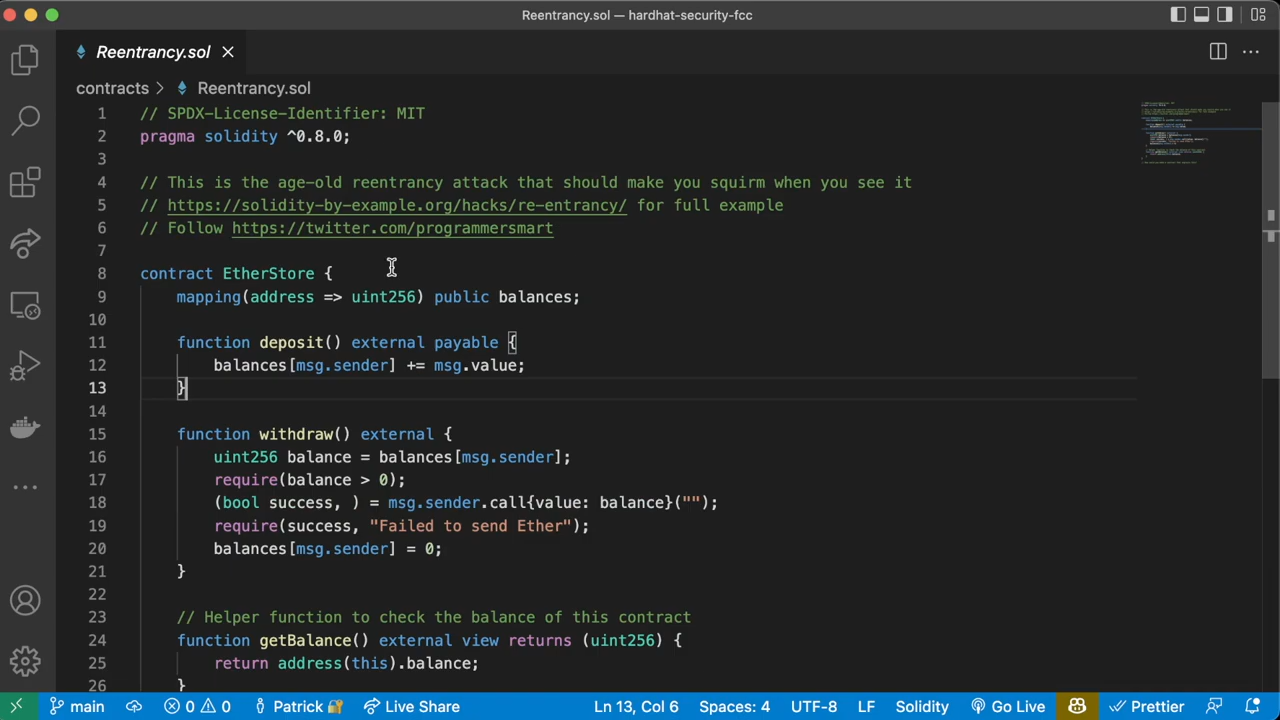 Reentrancy.sol — hardhat-security-fcc
Reentrancy.sol
contracts > Reentrancy.sol
1 // SPDX-License-Identifier: MIT
2 pragma solidity ^0.8.0;
3
4 // This is the age-old reentrancy attack that should make you squirm when you see it
5 // https://solidity-by-example.org/hacks/re-entrancy/ for full example
6 // Follow https://twitter.com/programmersmart
7
8 contract EtherStore {
9 mapping(address => uint256) public balances;
10
11 function deposit() external payable {
12 balances[msg.sender] += msg.value;
13 }
14
15 function withdraw() external {
16 uint256 balance = balances[msg.sender];
17 require(balance > 0);
18 (bool success, ) = msg.sender.call{value: balance}("");
19 require(success, "Failed to send Ether");
20 balances[msg.sender] = 0;
21 }
22
23 // Helper function to check the balance of this contract
24 function getBalance() external view returns (uint256) {
25 return address(this).balance;
26 }
main 0 0 Patrick Live Share Ln 13, Col 6 Spaces: 4 UTF-8 LF Solidity Go Live Prettier